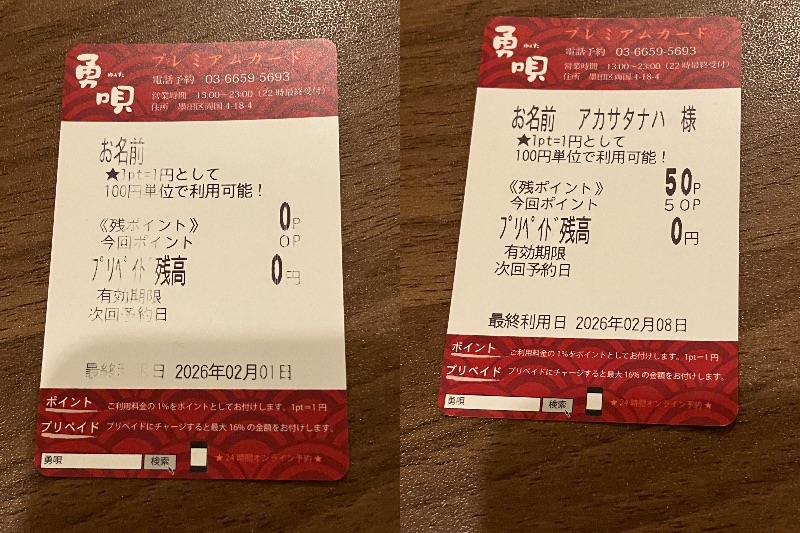 勇唄
ゆぅた
プレミアムカード
電話予約 03-6659-5693
営業時間 13:00〜23:00(22時最終受付)
住所 墨田区両国4-18-4
お名前
★1pt=1円として
100円単位で利用可能!
《残ポイント》 0P
今回ポイント 0P
プリペイド残高 0円
有効期限
次回予約日
最終利用日 2026年02月01日
ポイント ご利用料金の1%をポイントとしてお付けします。1pt=1円
プリペイド プリペイドにチャージすると最大16%の金額をお付けします。
勇唄 検索 ★24時間オンライン予約★
勇唄
ゆぅた
プレミアムカード
電話予約 03-6659-5693
営業時間 13:00〜23:00(22時最終受付)
住所 墨田区両国4-18-4
お名前 アカサタナハ 様
★1pt=1円として
100円単位で利用可能!
《残ポイント》 50P
今回ポイント 50P
プリペイド残高 0円
有効期限
次回予約日
最終利用日 2026年02月08日
ポイント ご利用料金の1%をポイントとしてお付けします。1pt=1円
プリペイド プリペイドにチャージすると最大16%の金額をお付けします。
勇唄 検索 ★24時間オンライン予約★